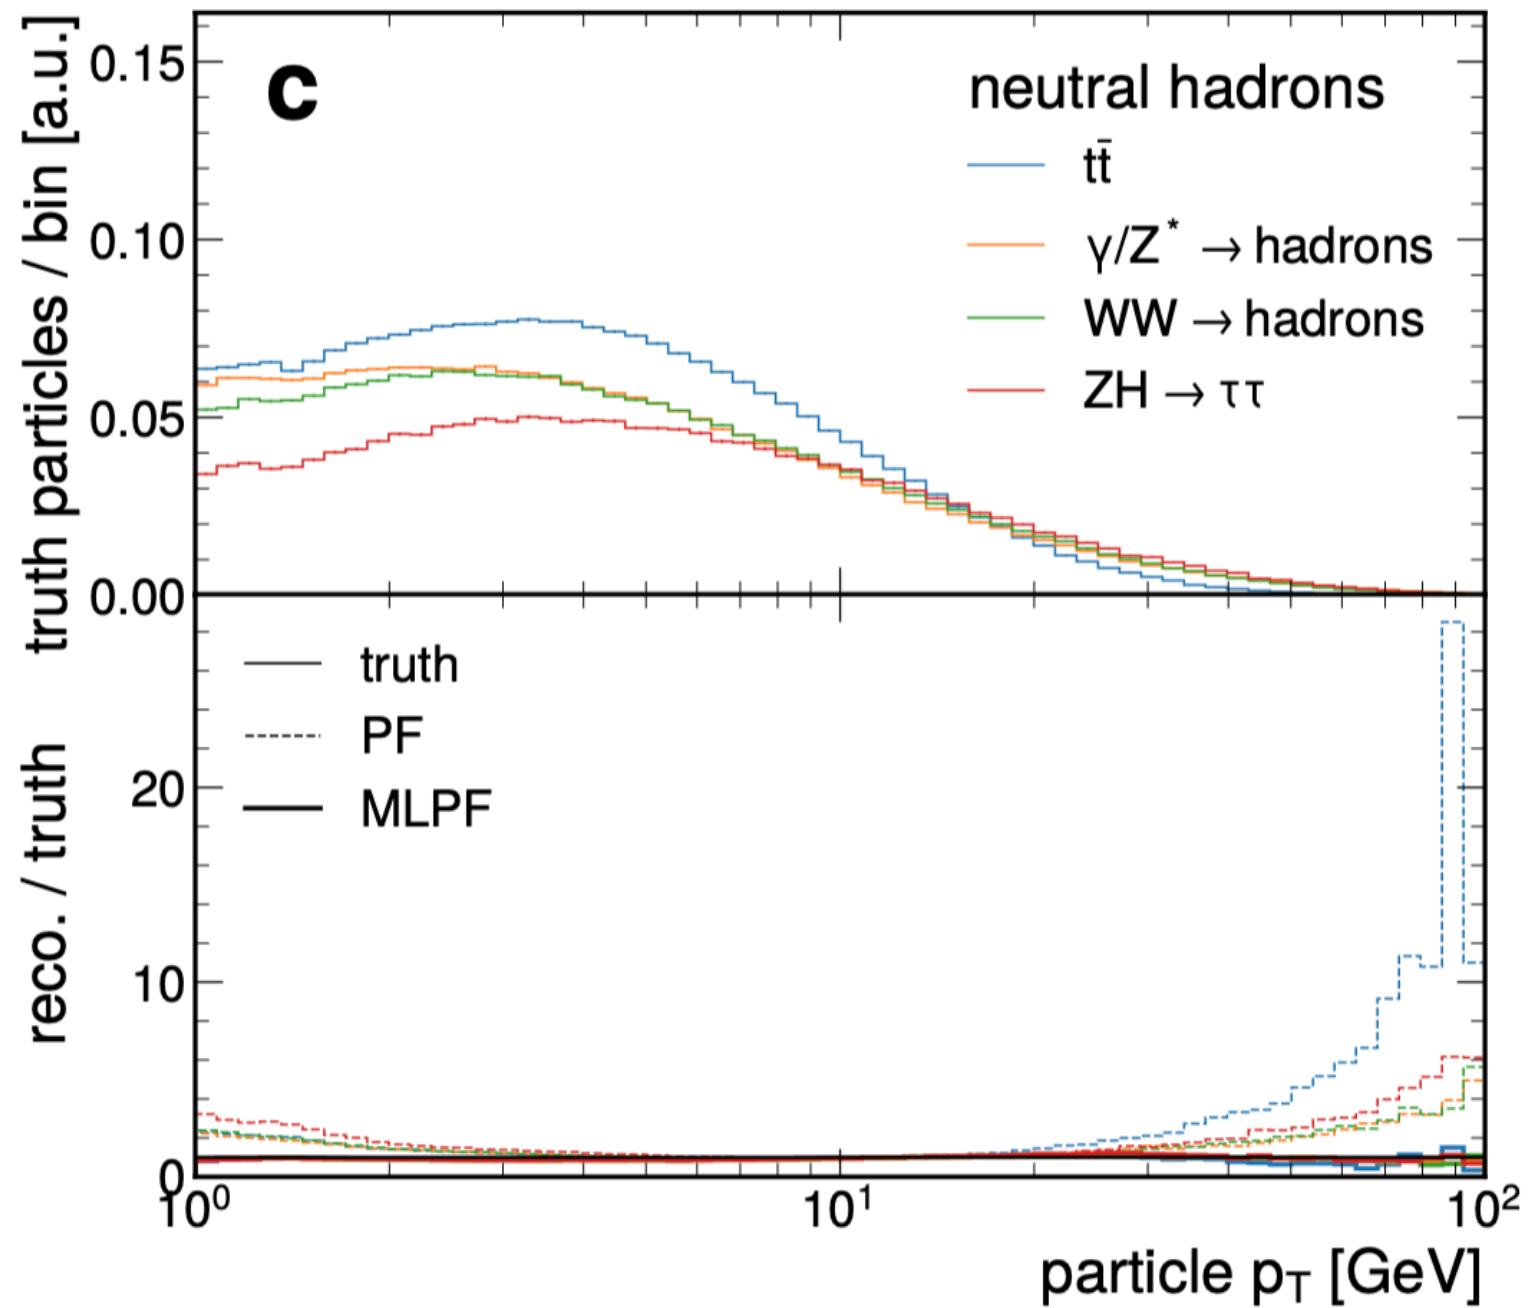 truth particles / bin [a.u.]
0.15
0.10
0.05
0.00
c
neutral hadrons
tt̄
γ/Z* → hadrons
WW → hadrons
ZH → ττ
reco. / truth
20
10
0
truth
PF
MLPF
10⁰
10¹
10²
particle p_T [GeV]